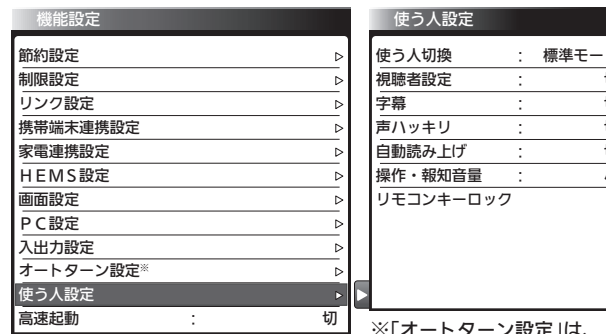 機能設定
節約設定
制限設定
リンク設定
携帯端末連携設定
家電連携設定
HEMS設定
画面設定
PC設定
入出力設定
オートターン設定※
使う人設定
高速起動 : 切
使う人設定
使う人切換 : 標準モー
視聴者設定 :
字幕 :
声ハッキリ :
自動読み上げ :
操作・報知音量 :
リモコンキーロック
※「オートターン設定」は、